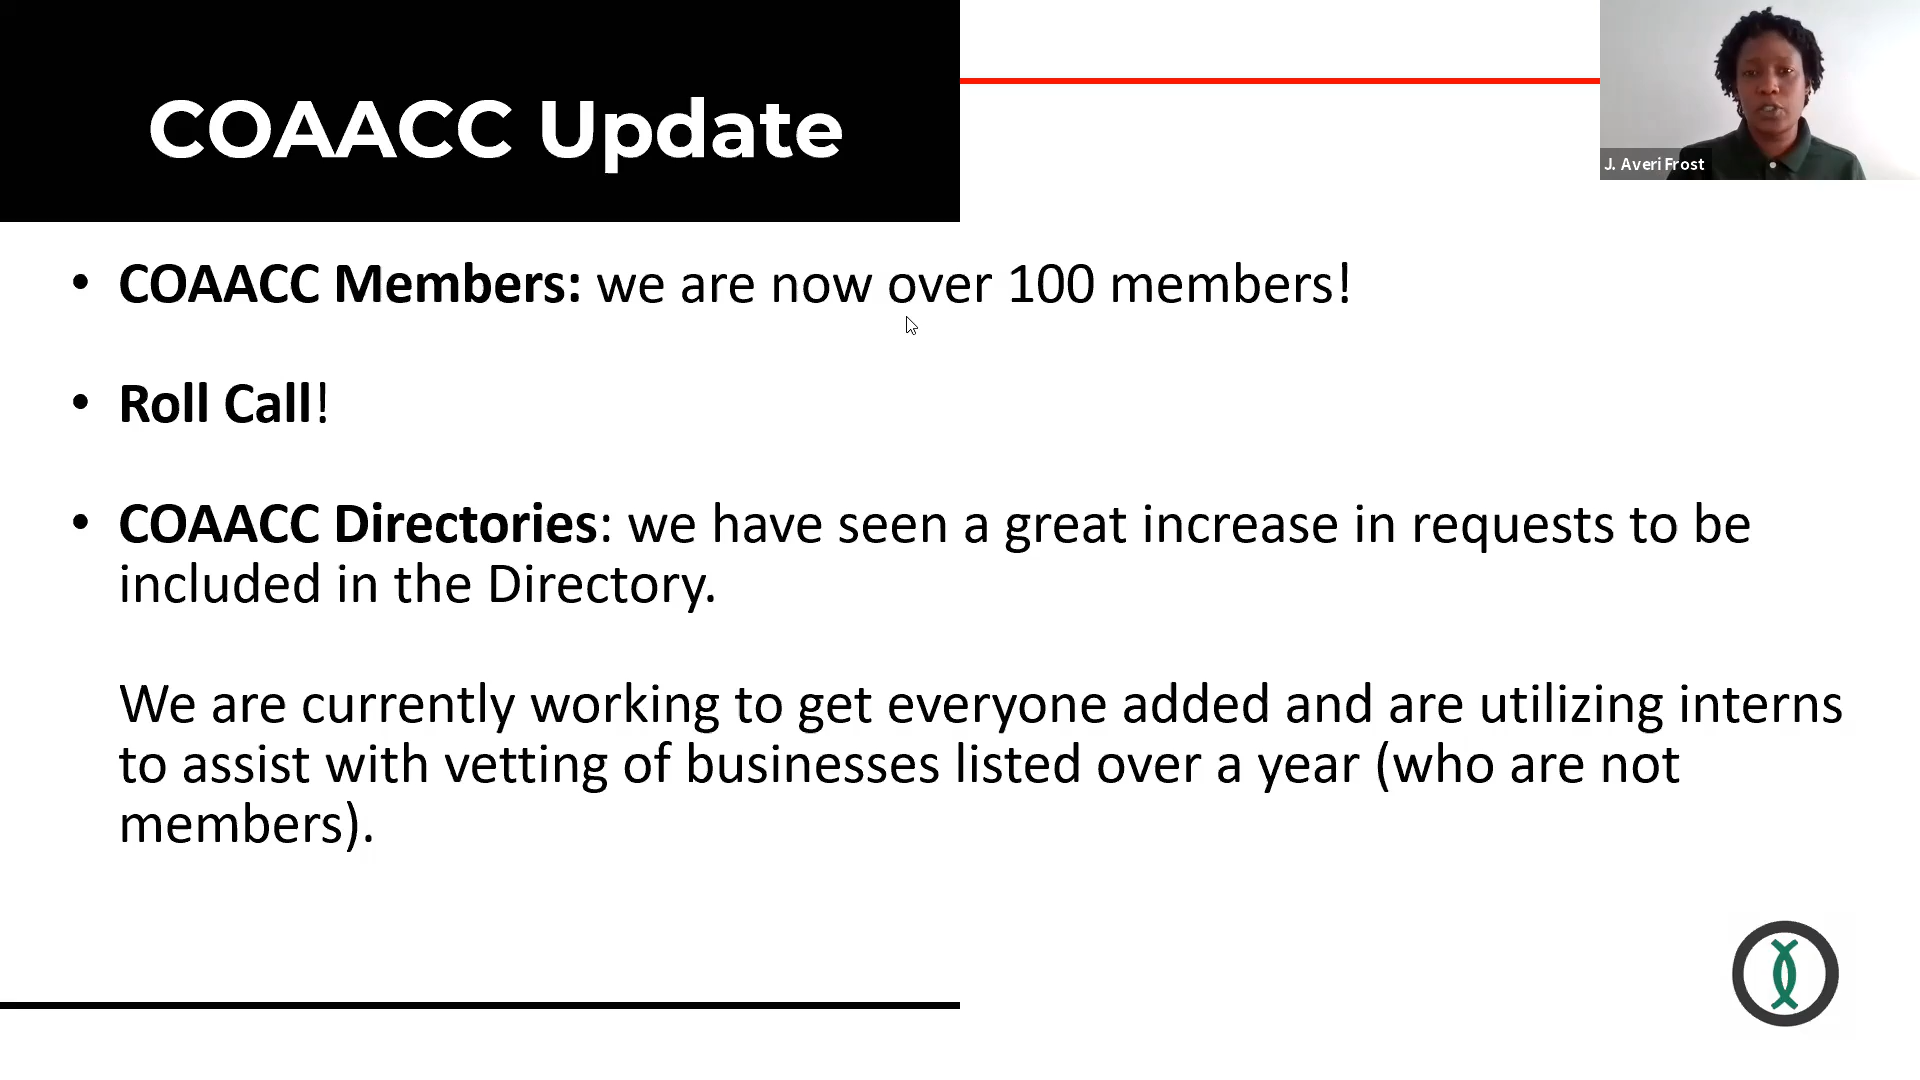 COAACC Update
J. Averi Frost
• COAACC Members: we are now over 100 members!
• Roll Call!
• COAACC Directories: we have seen a great increase in requests to be
included in the Directory.
We are currently working to get everyone added and are utilizing interns
to assist with vetting of businesses listed over a year (who are not
members).